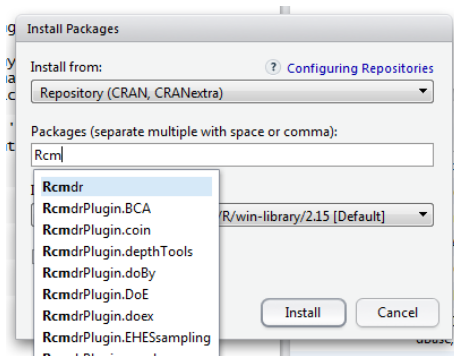 Install Packages
Install from:
? Configuring Repositories
Repository (CRAN, CRANextra)
Packages (separate multiple with space or comma):
Rcm
Rcmdr
RcmdrPlugin.BCA
/R/win-library/2.15 [Default]
RcmdrPlugin.coin
RcmdrPlugin.depthTools
RcmdrPlugin.doBy
RcmdrPlugin.DoE
RcmdrPlugin.doex
Install
Cancel
RcmdrPlugin.EHESsampling